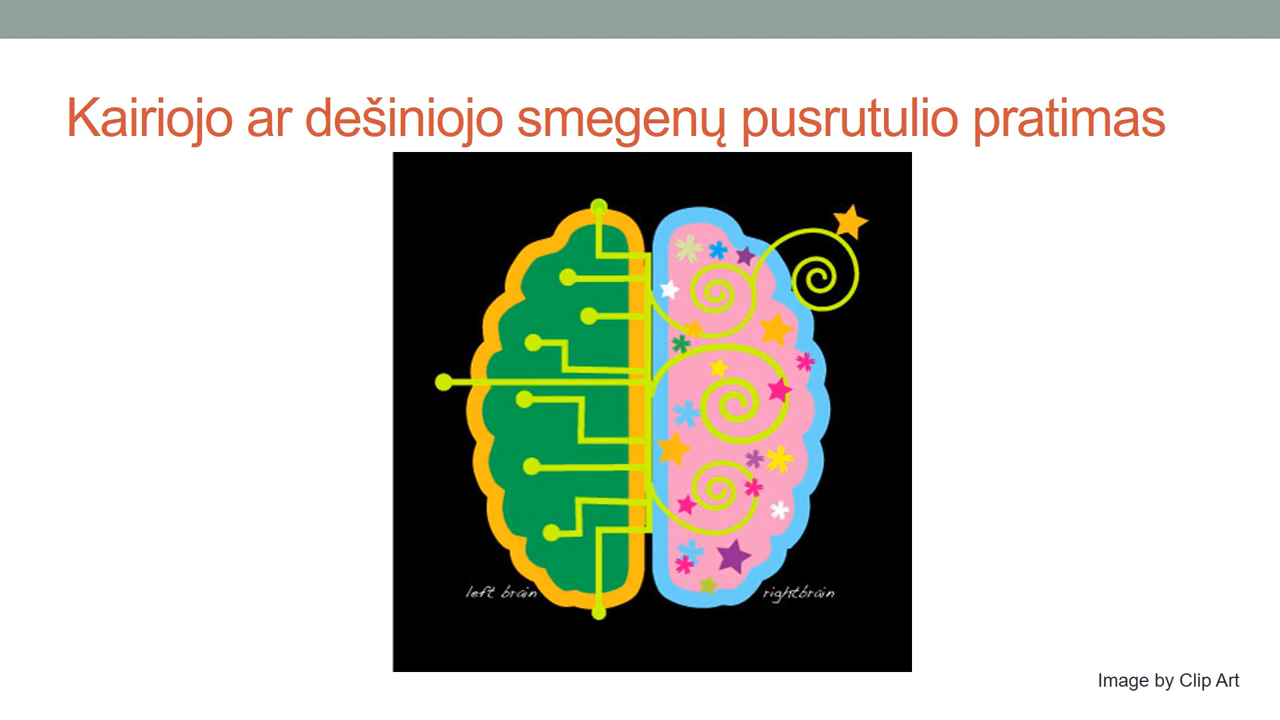 Kairiojo ar dešiniojo smegenų pusrutulio pratimas
left brain
rightbrain
Image by Clip Art